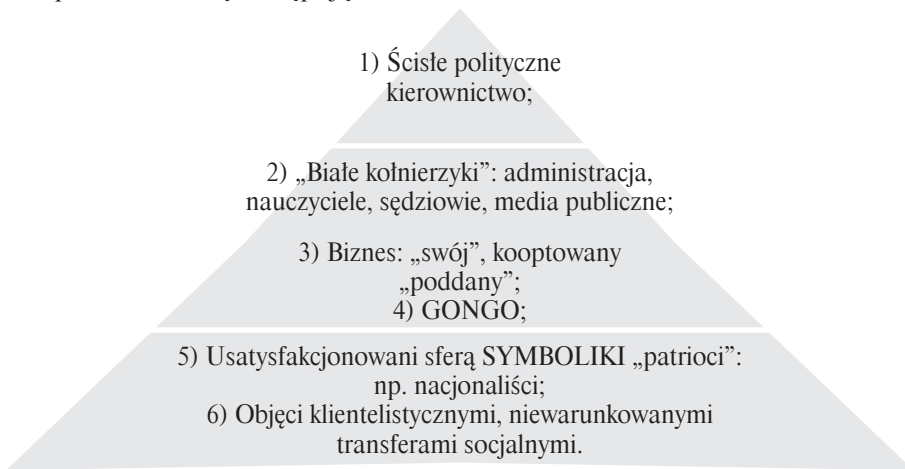 1) Ścisłe polityczne
kierownictwo;
2) „Białe kołnierzyki”: administracja,
nauczyciele, sędziowie, media publiczne;
3) Biznes: „swój”, kooptowany
„poddany”;
4) GONGO;
5) Usatysfakcjonowani sferą SYMBOLIKI „patrioci”:
np. nacjonaliści;
6) Objęci klientelistycznymi, niewarunkowanymi
transferami socjalnymi.